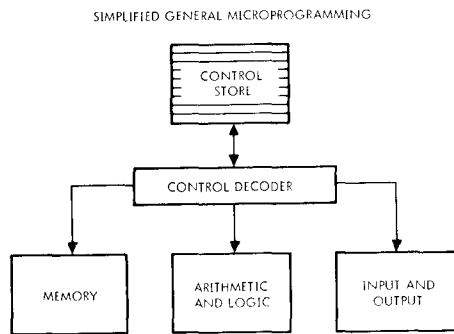 SIMPLIFIED GENERAL MICROPROGRAMMING
CONTROL
STORE
CONTROL DECODER
MEMORY
ARITHMETIC
AND LOGIC
INPUT AND
OUTPUT